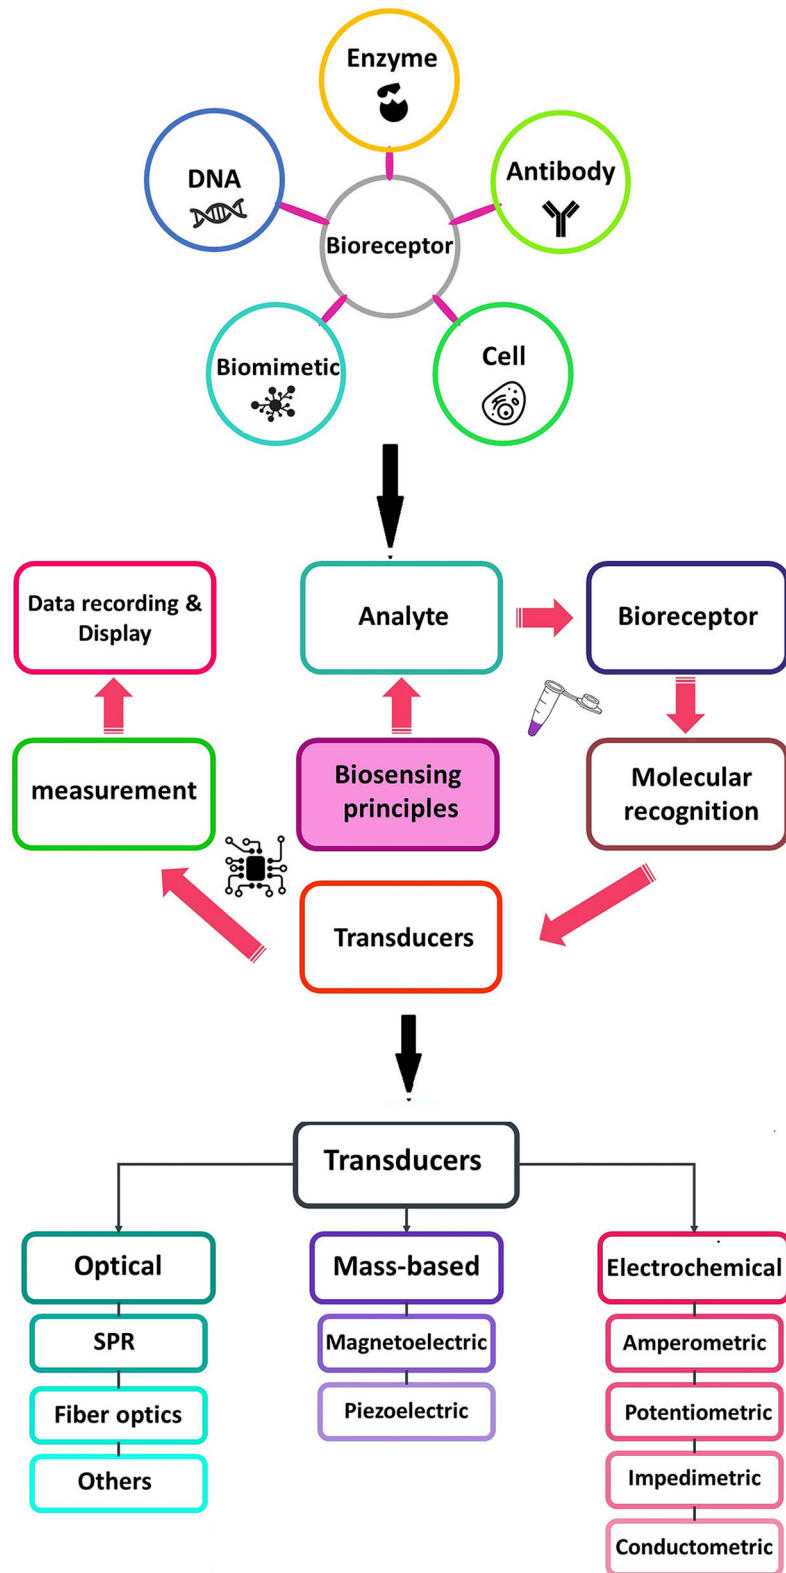 Enzyme
DNA
Antibody
Bioreceptor
Biomimetic
Cell
Data recording &
Display
Analyte
Bioreceptor
measurement
Biosensing
principles
Molecular
recognition
Transducers
Transducers
Optical
Mass-based
Electrochemical
SPR
Magnetoelectric
Amperometric
Fiber optics
Piezoelectric
Potentiometric
Others
Impedimetric
Conductometric